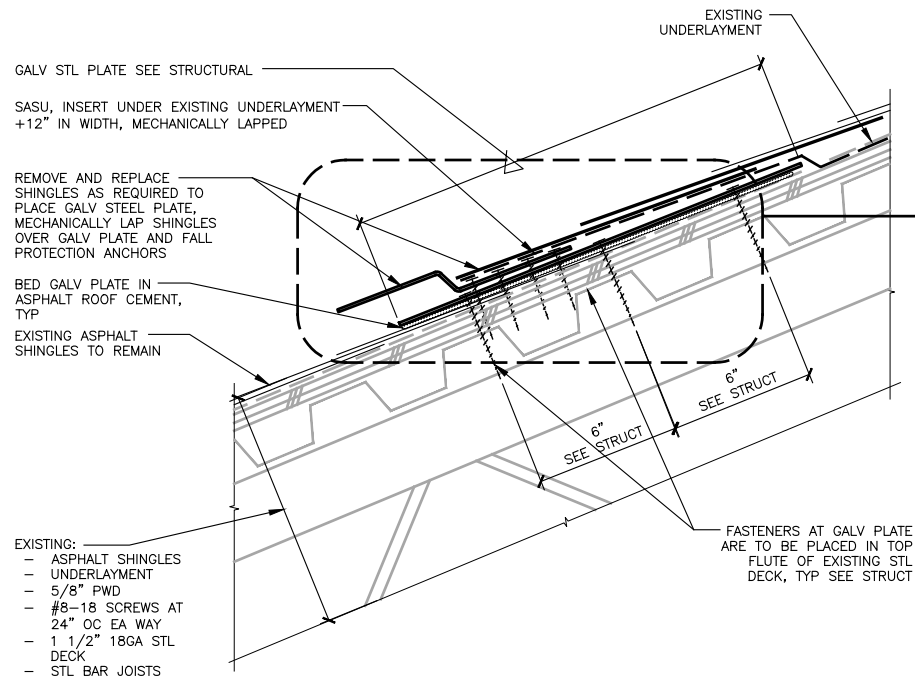 EXISTING
UNDERLAYMENT
GALV STL PLATE SEE STRUCTURAL
SASU, INSERT UNDER EXISTING UNDERLAYMENT
+12" IN WIDTH, MECHANICALLY LAPPED
REMOVE AND REPLACE
SHINGLES AS REQUIRED TO
PLACE GALV STEEL PLATE,
MECHANICALLY LAP SHINGLES
OVER GALV PLATE AND FALL
PROTECTION ANCHORS
BED GALV PLATE IN
ASPHALT ROOF CEMENT,
TYP
EXISTING ASPHALT
SHINGLES TO REMAIN
6"
SEE STRUCT
6"
SEE STRUCT
EXISTING:
- ASPHALT SHINGLES
- UNDERLAYMENT
- 5/8" PWD
- #8-18 SCREWS AT
24" OC EA WAY
- 1 1/2" 18GA STL
DECK
- STL BAR JOISTS
FASTENERS AT GALV PLATE
ARE TO BE PLACED IN TOP
FLUTE OF EXISTING STL
DECK, TYP SEE STRUCT